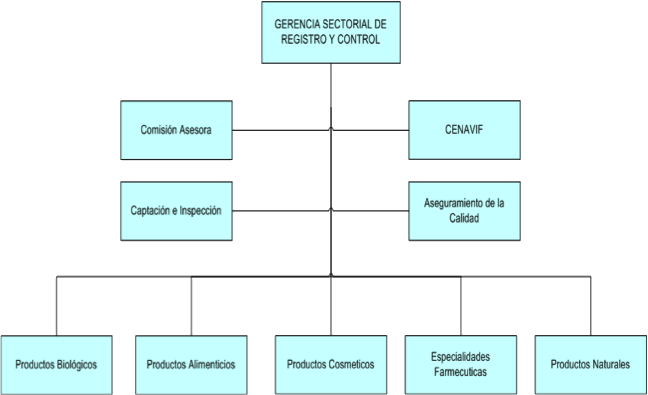 GERENCIA SECTORIAL DE
REGISTRO Y CONTROL
Comisión Asesora
CENAVIF
Captación e Inspección
Aseguramiento de la
Calidad
Productos Biológicos
Productos Alimenticios
Productos Cosmeticos
Especialidades
Farmecuticas
Productos Naturales